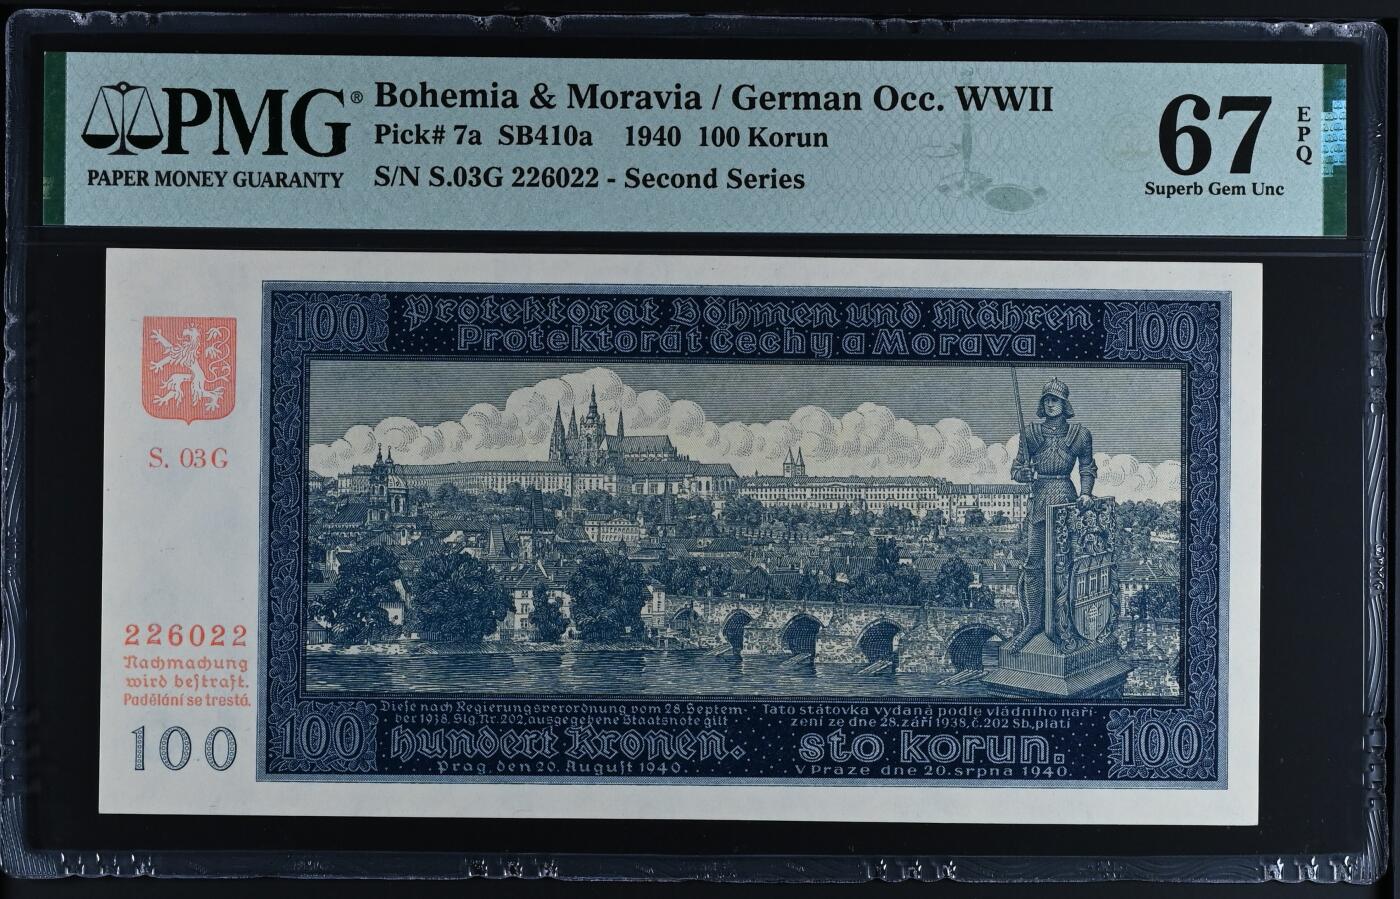 PMG®
PAPER MONEY GUARANTY
Bohemia & Moravia / German Occ. WWII
Pick# 7a SB410a 1940 100 Korun
S/N S.03G 226022 - Second Series
67 EPQ
Superb Gem Unc
100 Protektorat Böhmen und Mähren 100
Protektorát Čechy a Morava
S. 03G
226022
Nachmachung
wird bestraft.
Padělání se trestá.
100
Diese nach Regierungsverordnung vom 28. Septem-
ber 1938, Slg. Nr. 202, ausgegebene Staatsnote gilt
Tato státovka vydaná podle vládního naří-
zení ze dne 28. září 1938, č. 202 Sb. platí
100 hundert Kronen. sto korun. 100
Prag, den 20. August 1940.
V Praze dne 20. srpna 1940.